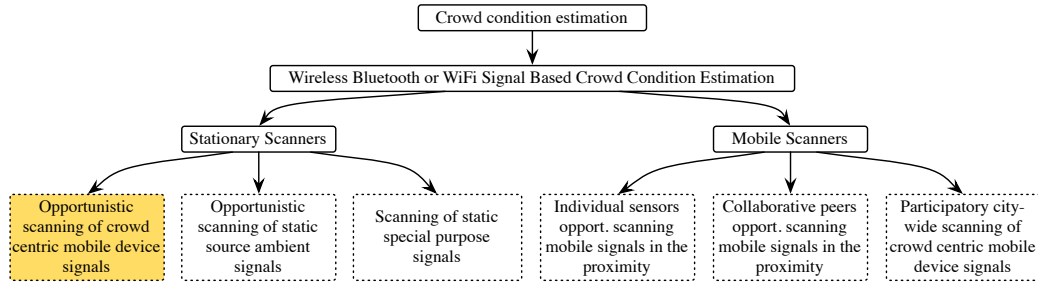 Crowd condition estimation
Wireless Bluetooth or WiFi Signal Based Crowd Condition Estimation
Stationary Scanners
Mobile Scanners
Opportunistic
scanning of crowd
centric mobile device
signals
Opportunistic
scanning of static
source ambient
signals
Scanning of static
special purpose
signals
Individual sensors
opport. scanning
mobile signals in the
proximity
Collaborative peers
opport. scanning
mobile signals in the
proximity
Participatory city-
wide scanning of
crowd centric mobile
device signals